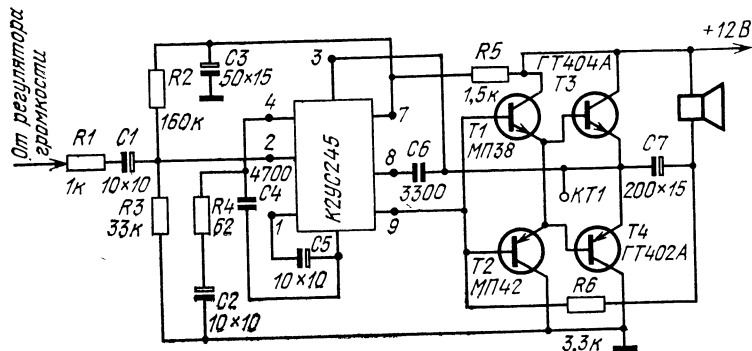 От регулятора
громкости
R1
1к
C1
10×10
R2
160к
R3
33к
C3
50×15
R4
62
4700
C4
C2
10×10
C5
10×10
К2УС245
3
4
2
1
7
8
9
C6
3300
R5
1,5к
T1
МП38
ГТ404А
T3
T2
МП42
T4
ГТ402А
КТ1
C7
200×15
R6
3.3к
+12В